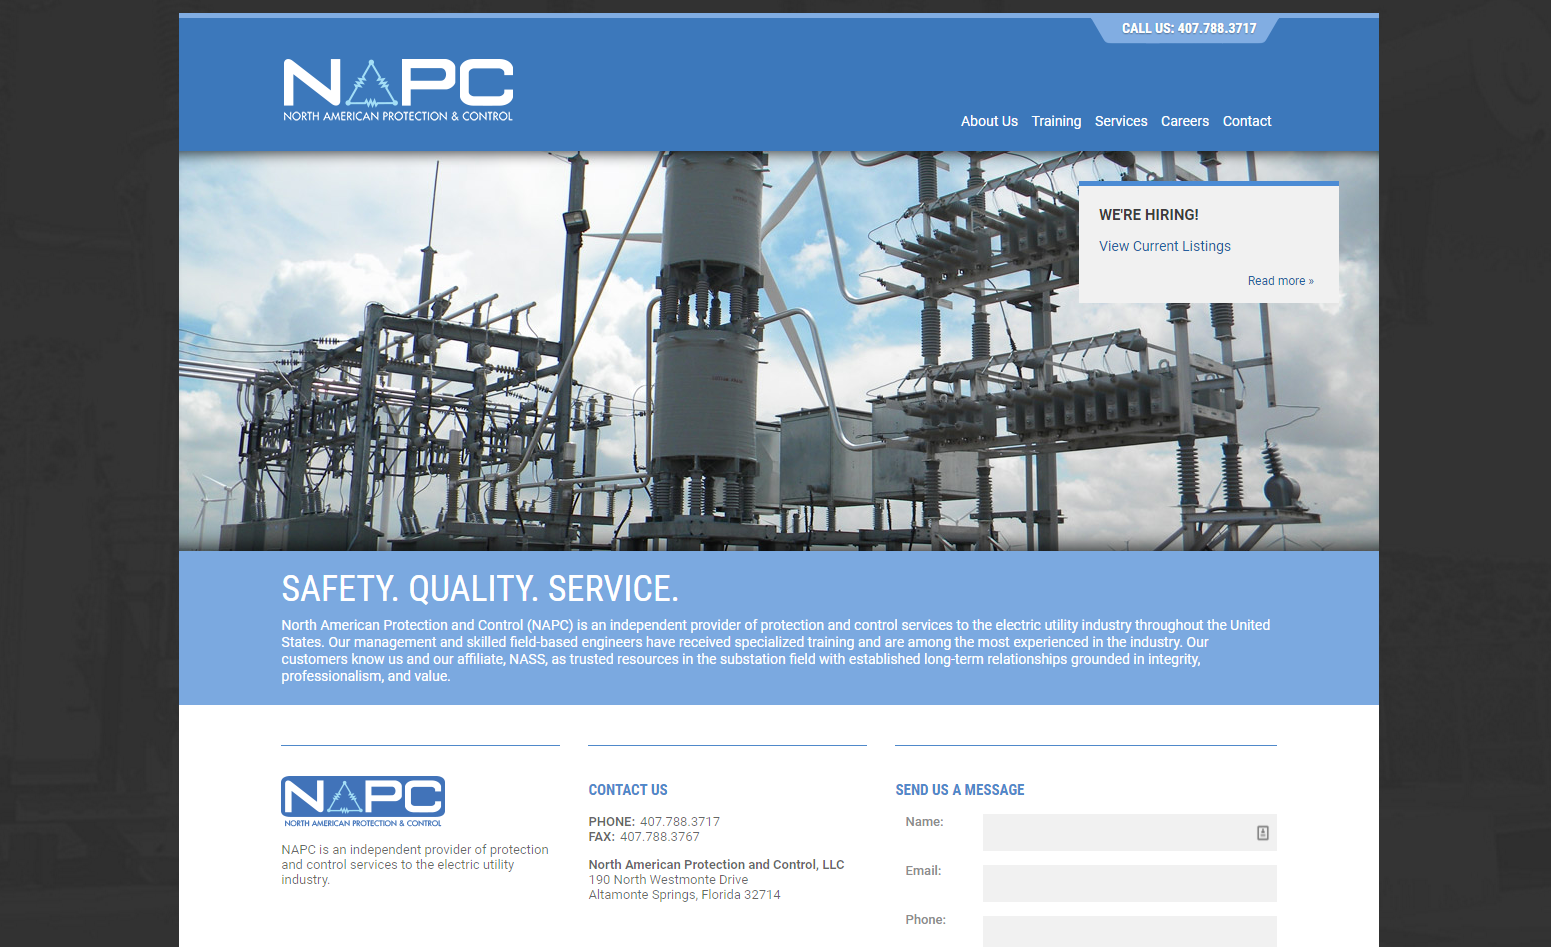 CALL US: 407.788.3717
NAPC
NORTH AMERICAN PROTECTION & CONTROL
About Us Training Services Careers Contact
WE'RE HIRING!
View Current Listings
Read more »
SAFETY. QUALITY. SERVICE.
North American Protection and Control (NAPC) is an independent provider of protection and control services to the electric utility industry throughout the United
States. Our management and skilled field-based engineers have received specialized training and are among the most experienced in the industry. Our
customers know us and our affiliate, NASS, as trusted resources in the substation field with established long-term relationships grounded in integrity,
professionalism, and value.
NAPC
NORTH AMERICAN PROTECTION & CONTROL
NAPC is an independent provider of protection
and control services to the electric utility
industry.
CONTACT US
PHONE: 407.788.3717
FAX: 407.788.3767
North American Protection and Control, LLC
190 North Westmonte Drive
Altamonte Springs, Florida 32714
SEND US A MESSAGE
Name:
Email:
Phone: